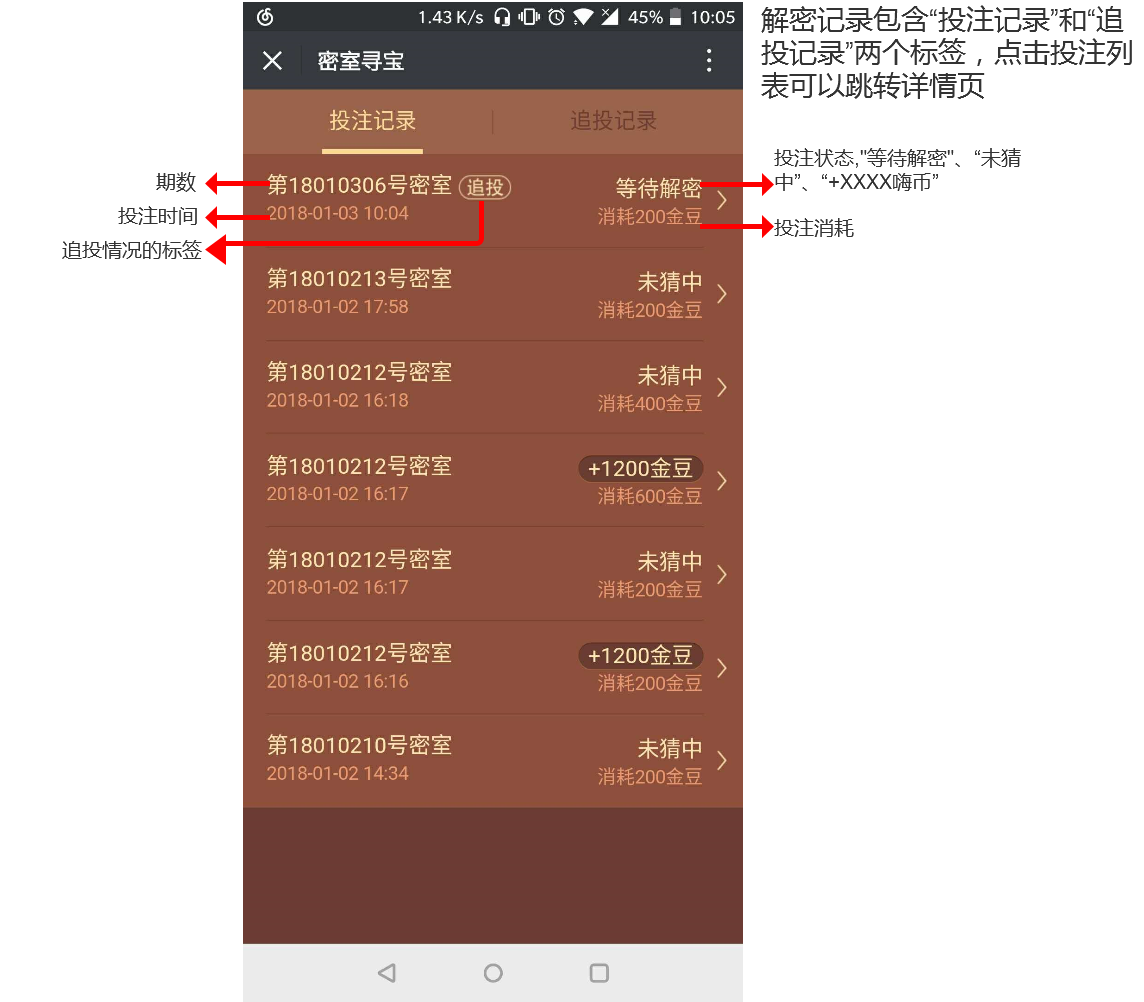 1.43 K/s 45% 10:05
密室寻宝
投注记录
追投记录
第18010306号密室 追投
2018-01-03 10:04
等待解密
消耗200金豆
第18010213号密室
2018-01-02 17:58
未猜中
消耗200金豆
第18010212号密室
2018-01-02 16:18
未猜中
消耗400金豆
第18010212号密室
2018-01-02 16:17
+1200金豆
消耗600金豆
第18010212号密室
2018-01-02 16:17
未猜中
消耗200金豆
第18010212号密室
2018-01-02 16:16
+1200金豆
消耗200金豆
第18010210号密室
2018-01-02 14:34
未猜中
消耗200金豆
期数
投注时间
追投情况的标签
解密记录包含“投注记录”和“追
投记录”两个标签，点击投注列
表可以跳转详情页
投注状态,"等待解密"、“未猜
中”、“+XXXX嗨币”
投注消耗